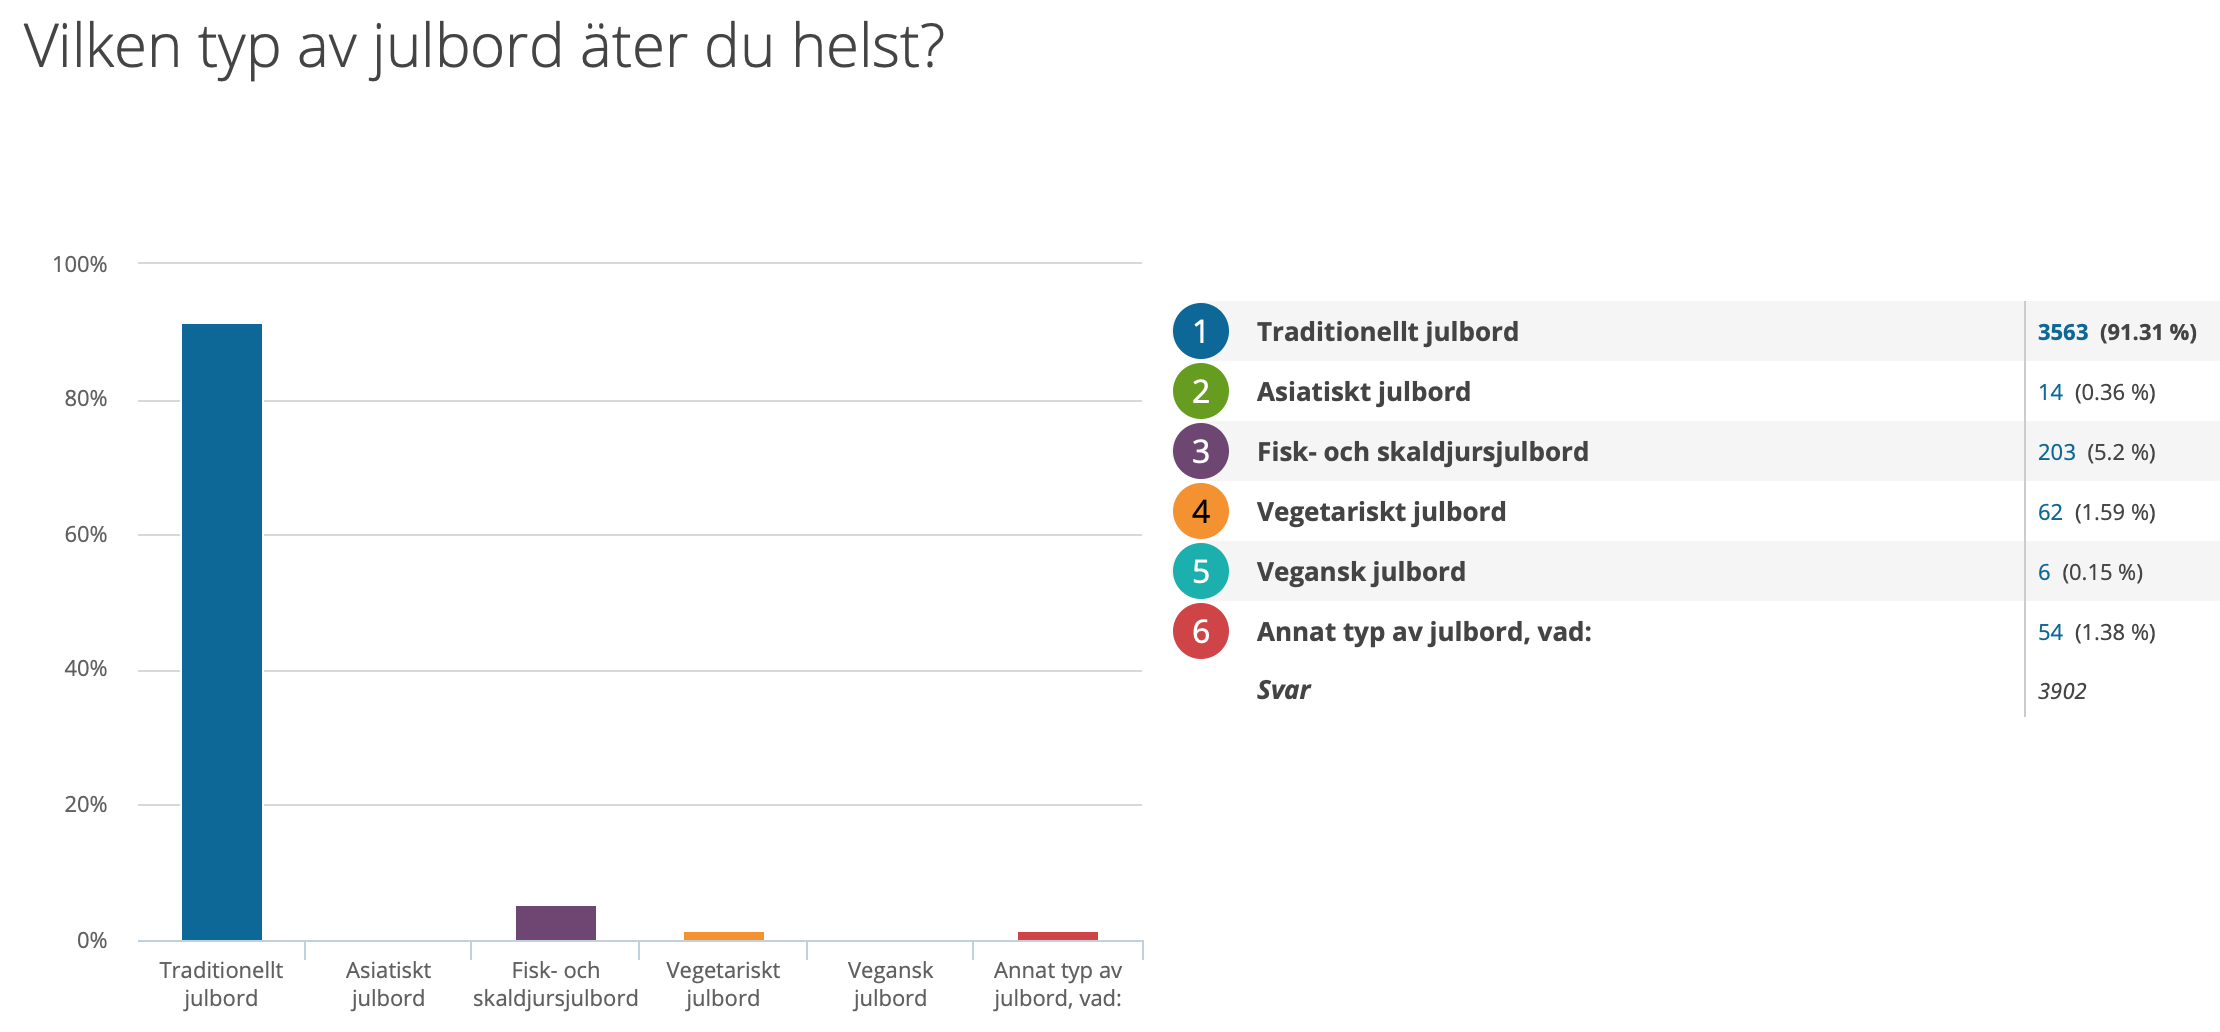 Vilken typ av julbord äter du helst?
100%
80%
60%
40%
20%
0%
Traditionellt
julbord
Asiatiskt
julbord
Fisk- och
skaldjursjulbord
Vegetariskt
julbord
Vegansk
julbord
Annat typ av
julbord, vad:
1 Traditionellt julbord 3563 (91.31 %)
2 Asiatiskt julbord 14 (0.36 %)
3 Fisk- och skaldjursjulbord 203 (5.2 %)
4 Vegetariskt julbord 62 (1.59 %)
5 Vegansk julbord 6 (0.15 %)
6 Annat typ av julbord, vad: 54 (1.38 %)
Svar 3902